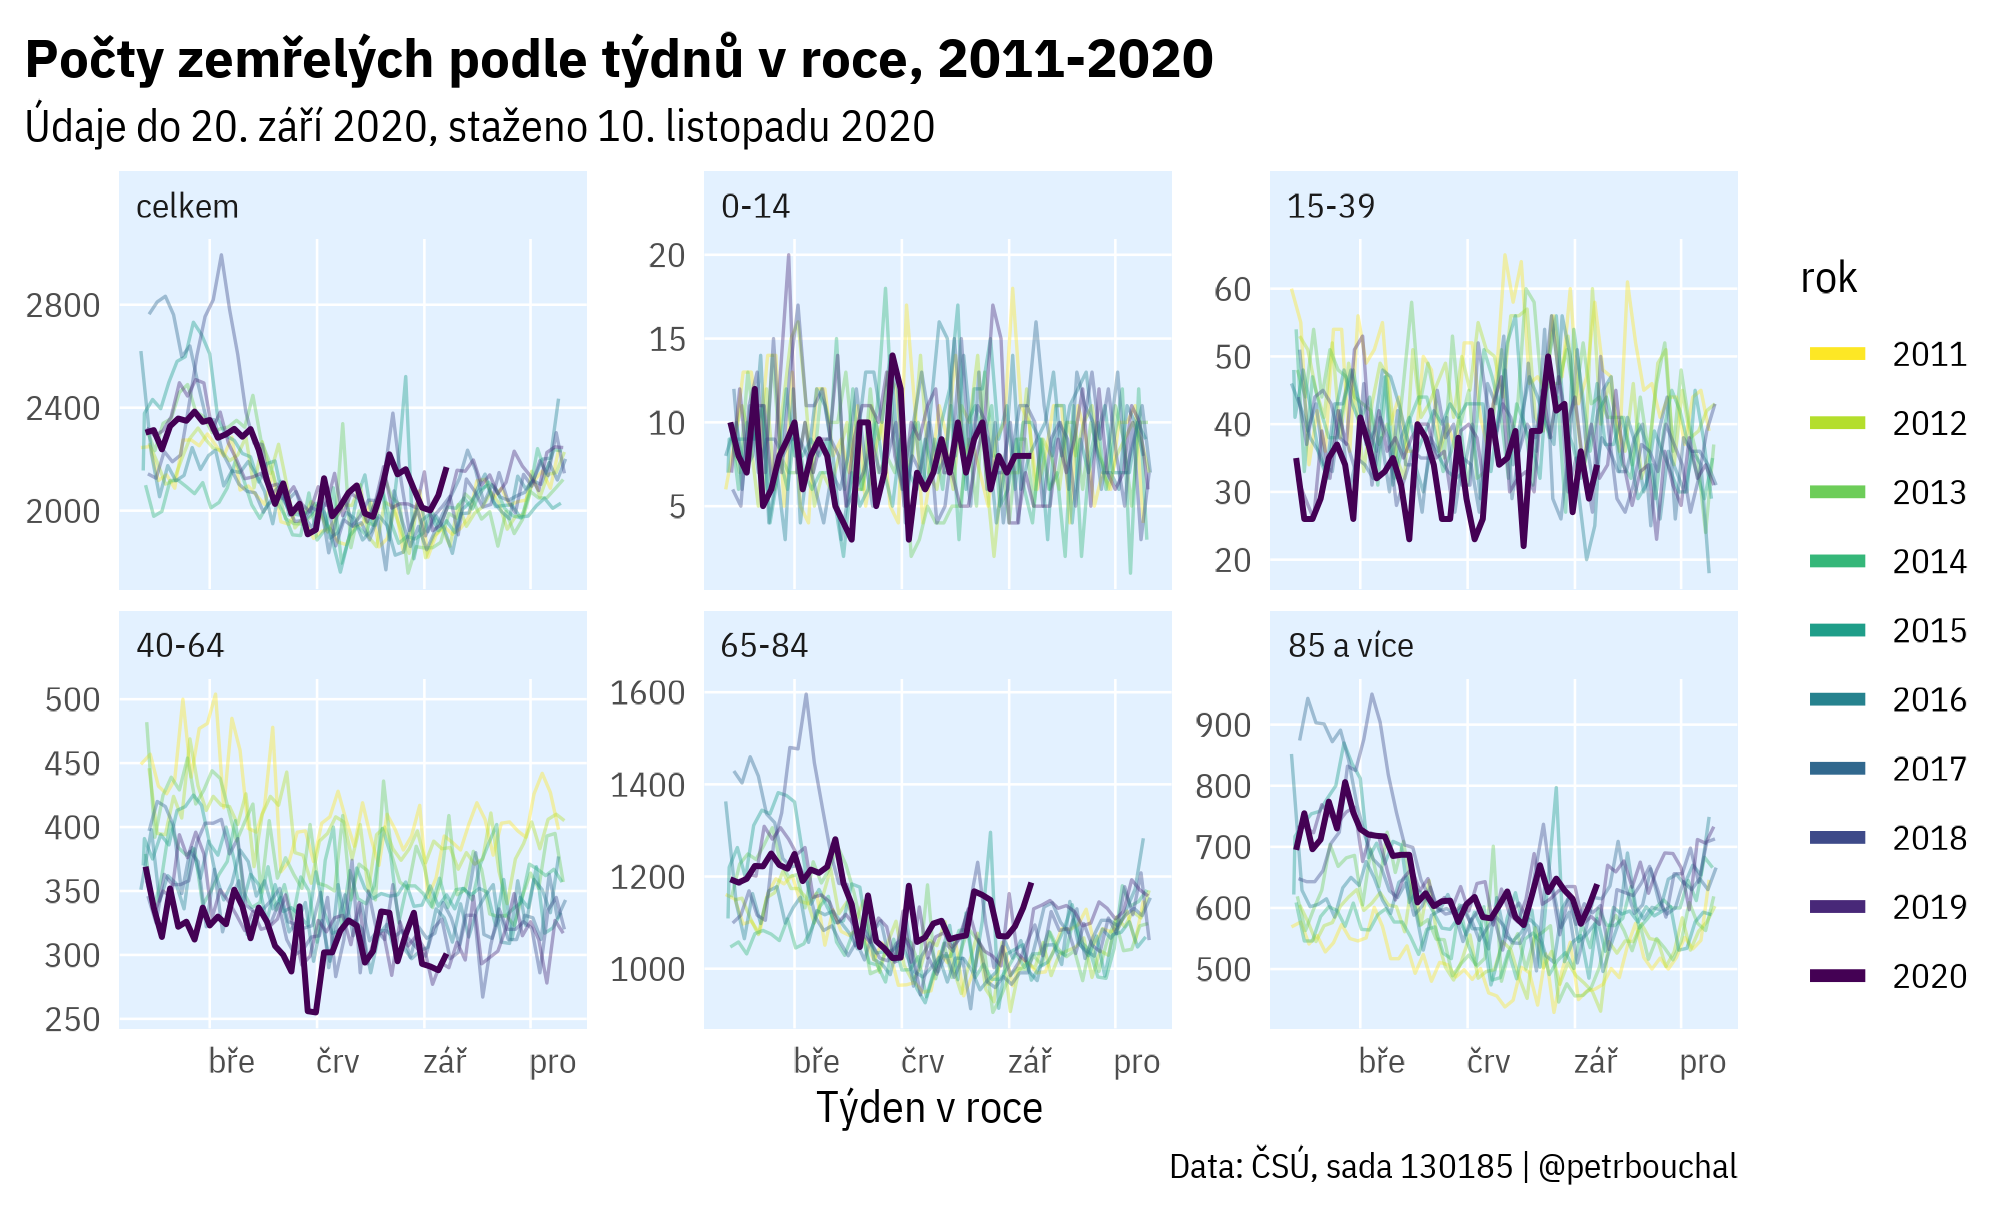 Počty zemřelých podle týdnů v roce, 2011-2020
Údaje do 20. září 2020, staženo 10. listopadu 2020
celkem
2800
2400
2000
0-14
20
15
10
5
15-39
60
50
40
30
20
40-64
500
450
400
350
300
250
bře
črv
zář
pro
65-84
1600
1400
1200
1000
bře
črv
zář
pro
85 a více
900
800
700
600
500
bře
črv
zář
pro
Týden v roce
rok
2011
2012
2013
2014
2015
2016
2017
2018
2019
2020
Data: ČSÚ, sada 130185 | @petrbouchal